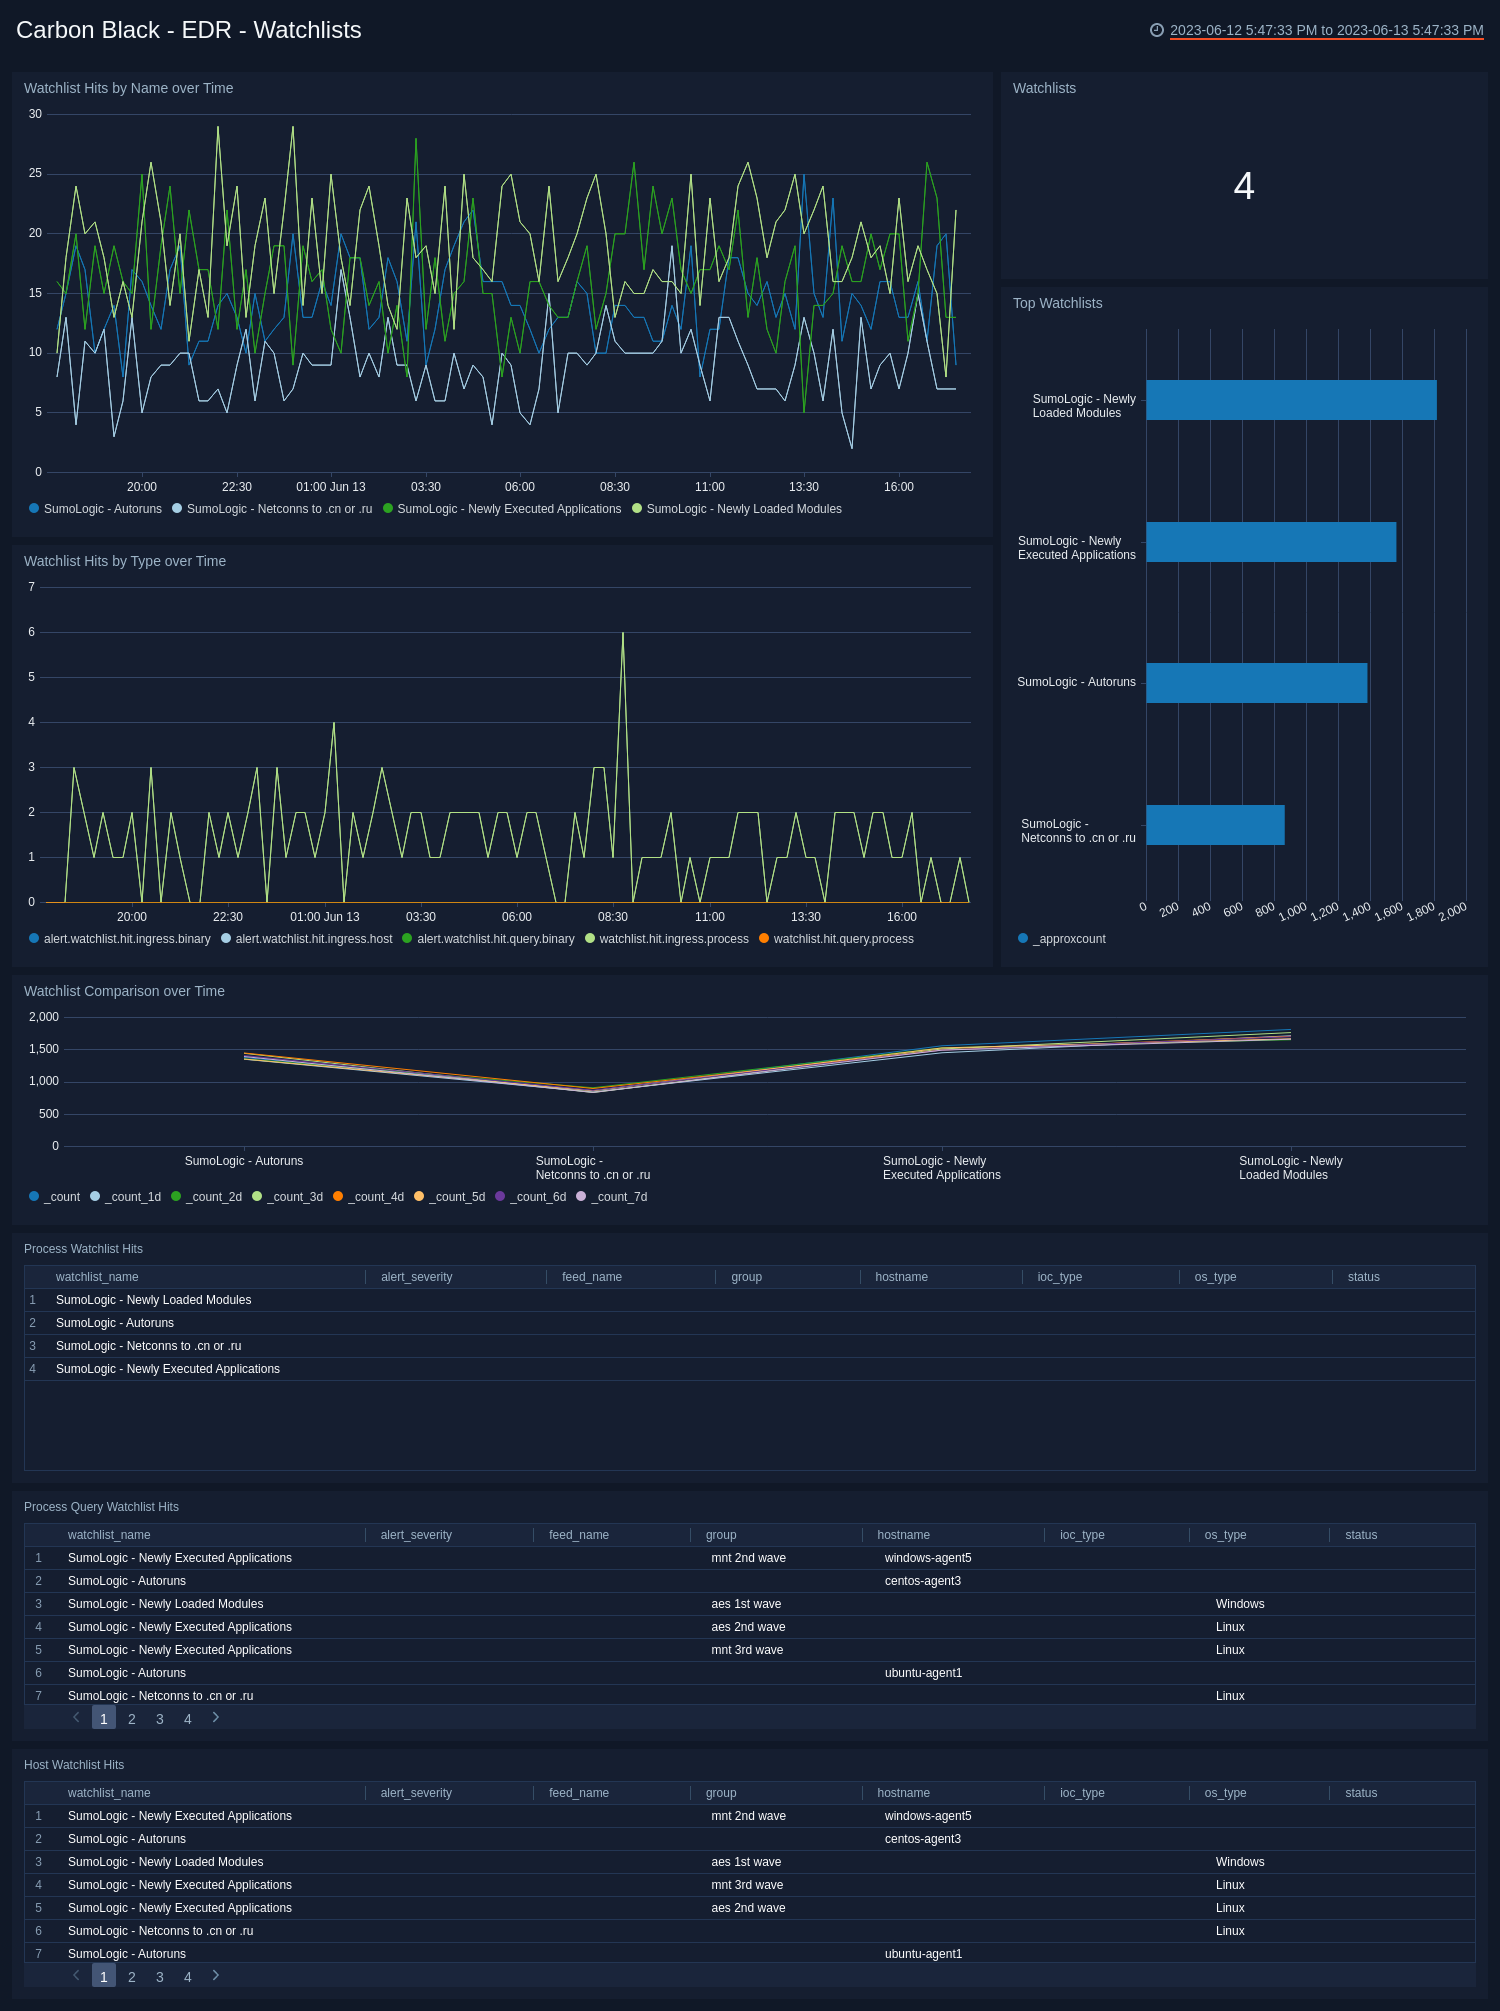 Carbon Black - EDR - Watchlists
2023-06-12 5:47:33 PM to 2023-06-13 5:47:33 PM
Watchlist Hits by Name over Time
30
25
20
15
10
5
0
20:00 22:30 01:00 Jun 13 03:30 06:00 08:30 11:00 13:30 16:00
SumoLogic - Autoruns SumoLogic - Netconns to .cn or .ru SumoLogic - Newly Executed Applications SumoLogic - Newly Loaded Modules
Watchlists
4
Top Watchlists
SumoLogic - Newly
Loaded Modules
SumoLogic - Newly
Executed Applications
SumoLogic - Autoruns
SumoLogic -
Netconns to .cn or .ru
0 200 400 600 800 1,000 1,200 1,400 1,600 1,800 2,000
_approxcount
Watchlist Hits by Type over Time
7
6
5
4
3
2
1
0
20:00 22:30 01:00 Jun 13 03:30 06:00 08:30 11:00 13:30 16:00
alert.watchlist.hit.ingress.binary alert.watchlist.hit.ingress.host alert.watchlist.hit.query.binary watchlist.hit.ingress.process watchlist.hit.query.process
Watchlist Comparison over Time
2,000
1,500
1,000
500
0
SumoLogic - Autoruns
SumoLogic -
Netconns to .cn or .ru
SumoLogic - Newly
Executed Applications
SumoLogic - Newly
Loaded Modules
_count _count_1d _count_2d _count_3d _count_4d _count_5d _count_6d _count_7d
Process Watchlist Hits
watchlist_name alert_severity feed_name group hostname ioc_type os_type status
1 SumoLogic - Newly Loaded Modules
2 SumoLogic - Autoruns
3 SumoLogic - Netconns to .cn or .ru
4 SumoLogic - Newly Executed Applications
Process Query Watchlist Hits
watchlist_name alert_severity feed_name group hostname ioc_type os_type status
1 SumoLogic - Newly Executed Applications mnt 2nd wave windows-agent5
2 SumoLogic - Autoruns centos-agent3
3 SumoLogic - Newly Loaded Modules aes 1st wave Windows
4 SumoLogic - Newly Executed Applications aes 2nd wave Linux
5 SumoLogic - Newly Executed Applications mnt 3rd wave Linux
6 SumoLogic - Autoruns ubuntu-agent1
7 SumoLogic - Netconns to .cn or .ru Linux
1 2 3 4
Host Watchlist Hits
watchlist_name alert_severity feed_name group hostname ioc_type os_type status
1 SumoLogic - Newly Executed Applications mnt 2nd wave windows-agent5
2 SumoLogic - Autoruns centos-agent3
3 SumoLogic - Newly Loaded Modules aes 1st wave Windows
4 SumoLogic - Newly Executed Applications mnt 3rd wave Linux
5 SumoLogic - Newly Executed Applications aes 2nd wave Linux
6 SumoLogic - Netconns to .cn or .ru Linux
7 SumoLogic - Autoruns ubuntu-agent1
1 2 3 4